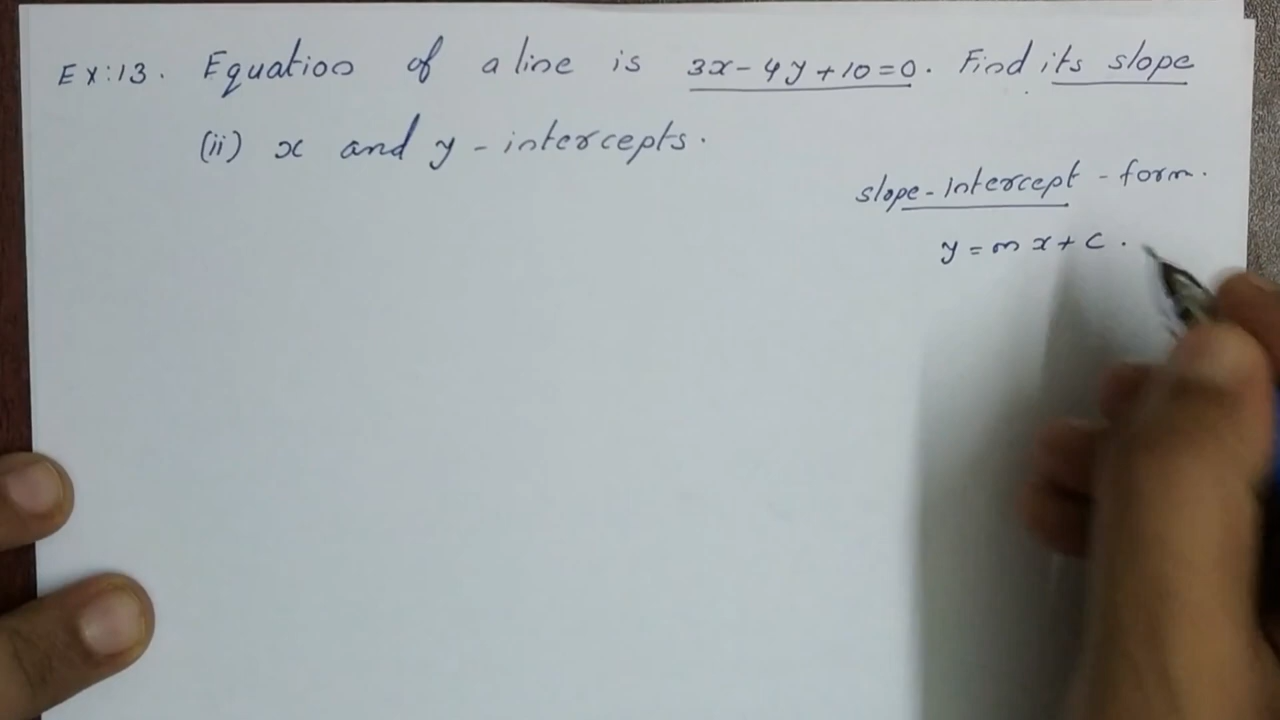 Ex:13. Equation of a line is 3x-4y+10=0. Find its slope
(ii) x and y-intercepts.
slope-Intercept-form.
y=mx+c.